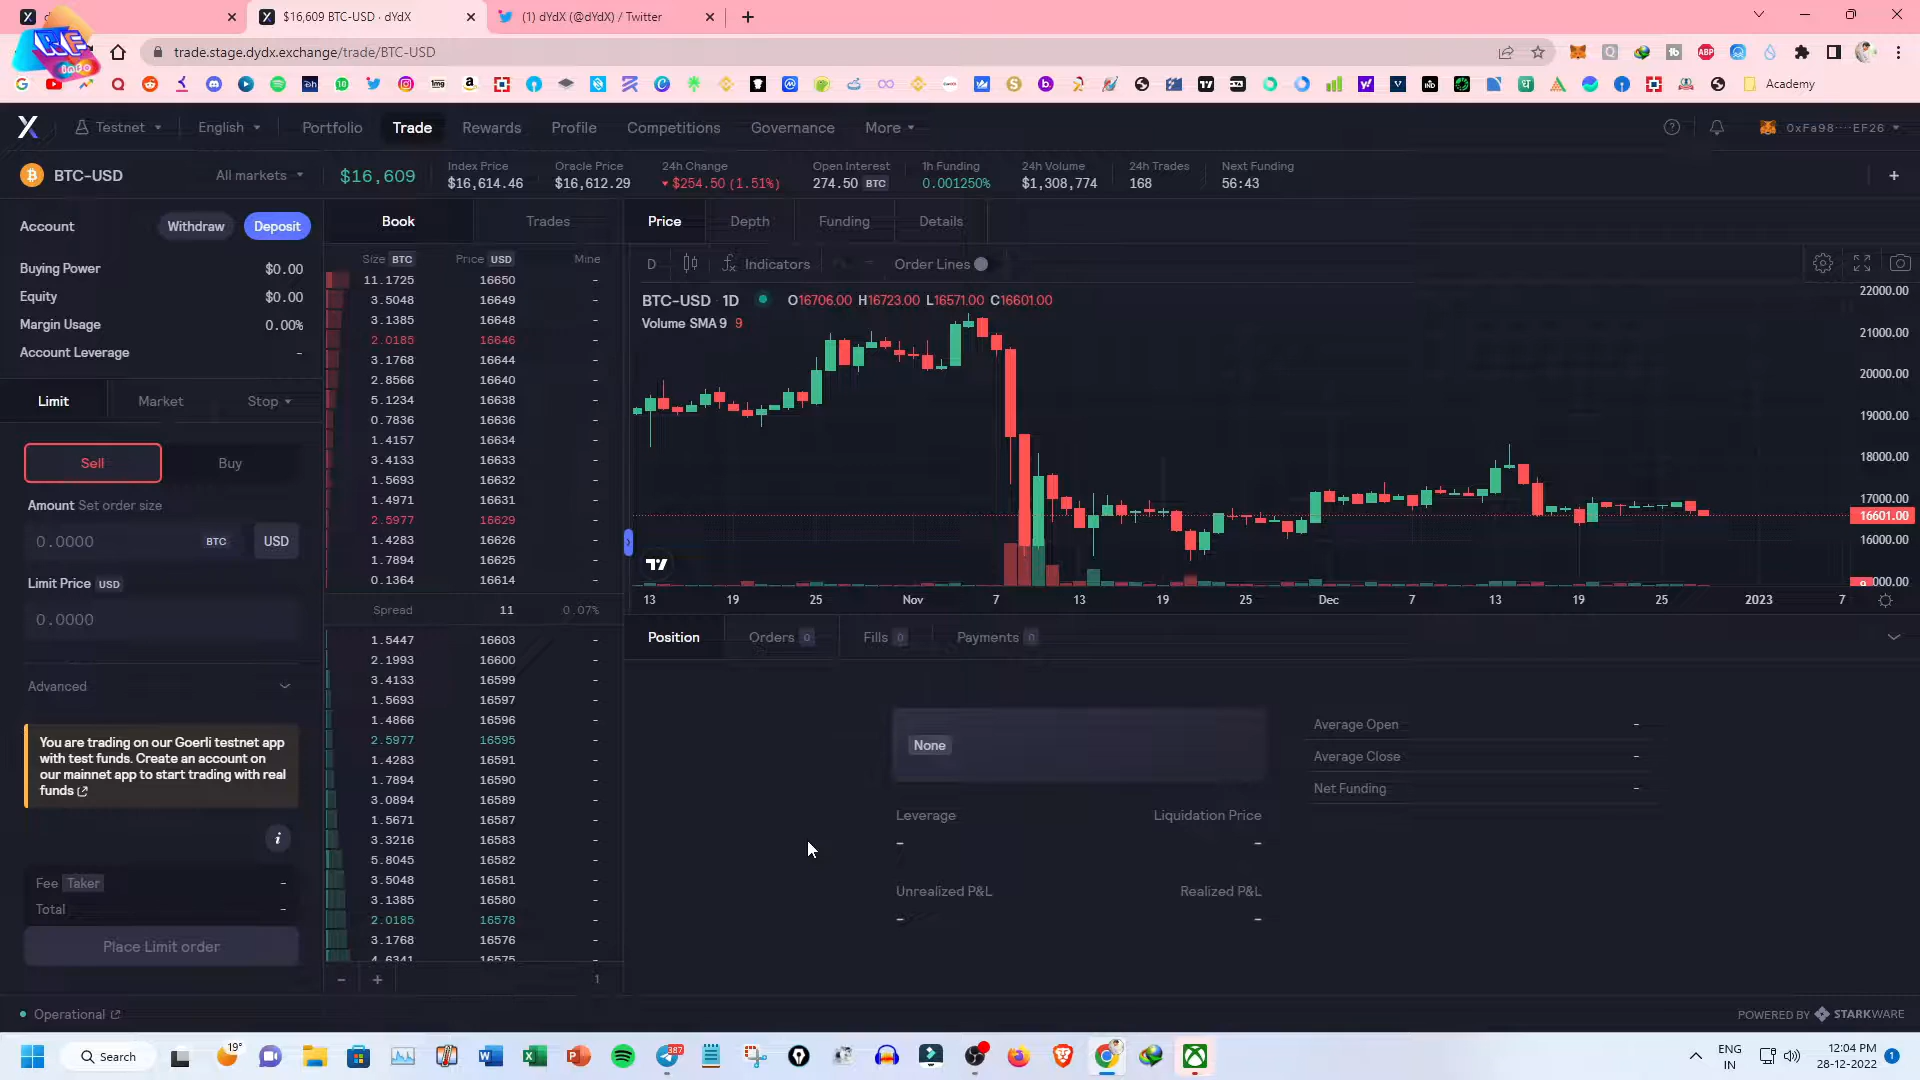 $16,609 BTC-USD · dYdX
(1) dYdX (@dYdX) / Twitter
trade.stage.dydx.exchange/trade/BTC-USD
Academy
Testnet
English
Portfolio
Trade
Rewards
Profile
Competitions
Governance
More
0xFa98····EF26
BTC-USD
All markets
$16,609
Index Price
$16,614.46
Oracle Price
$16,612.29
24h Change
$254.50 (1.51%)
Open Interest
274.50 BTC
1h Funding
0.001250%
24h Volume
$1,308,774
24h Trades
168
Next Funding
56:43
Account
Withdraw
Deposit
Buying Power $0.00
Equity $0.00
Margin Usage 0.00%
Account Leverage -
Limit
Market
Stop
Sell
Buy
Amount Set order size
0.0000 BTC USD
Limit Price USD
0.0000
Advanced
You are trading on our Goerli testnet app
with test funds. Create an account on
our mainnet app to start trading with real
funds
Fee Taker -
Total -
Place Limit order
Operational
Book
Trades
Size BTC Price USD Mine
11.1725 16650 -
3.5048 16649 -
3.1385 16648 -
2.0185 16646 -
3.1768 16644 -
2.8566 16640 -
5.1234 16638 -
0.7836 16636 -
1.4157 16634 -
3.4133 16633 -
1.5693 16632 -
1.4971 16631 -
2.5977 16629 -
1.4283 16626 -
1.7894 16625 -
0.1364 16614 -
Spread 11 0.07%
1.5447 16603 -
2.1993 16600 -
3.4133 16599 -
1.5693 16597 -
1.4866 16596 -
2.5977 16595 -
1.4283 16591 -
1.7894 16590 -
3.0894 16589 -
1.5671 16587 -
3.3216 16583 -
5.8045 16582 -
3.5048 16581 -
3.1385 16580 -
2.0185 16578 -
3.1768 16576 -
4.6341 16575 -
− + 1
Price
Depth
Funding
Details
D
Indicators
Order Lines
BTC-USD · 1D O16706.00 H16723.00 L16571.00 C16601.00
Volume SMA 9 9
22000.00
21000.00
20000.00
19000.00
18000.00
17000.00
16601.00
16000.00
13 19 25 Nov 7 13 19 25 Dec 7 13 19 25 2023 7
Position
Orders 0
Fills 0
Payments 0
None
Leverage
-
Liquidation Price
-
Unrealized P&L
-
Realized P&L
-
Average Open -
Average Close -
Net Funding -
POWERED BY STARKWARE
Search
19°
387
ENG
IN
12:04 PM
28-12-2022
1